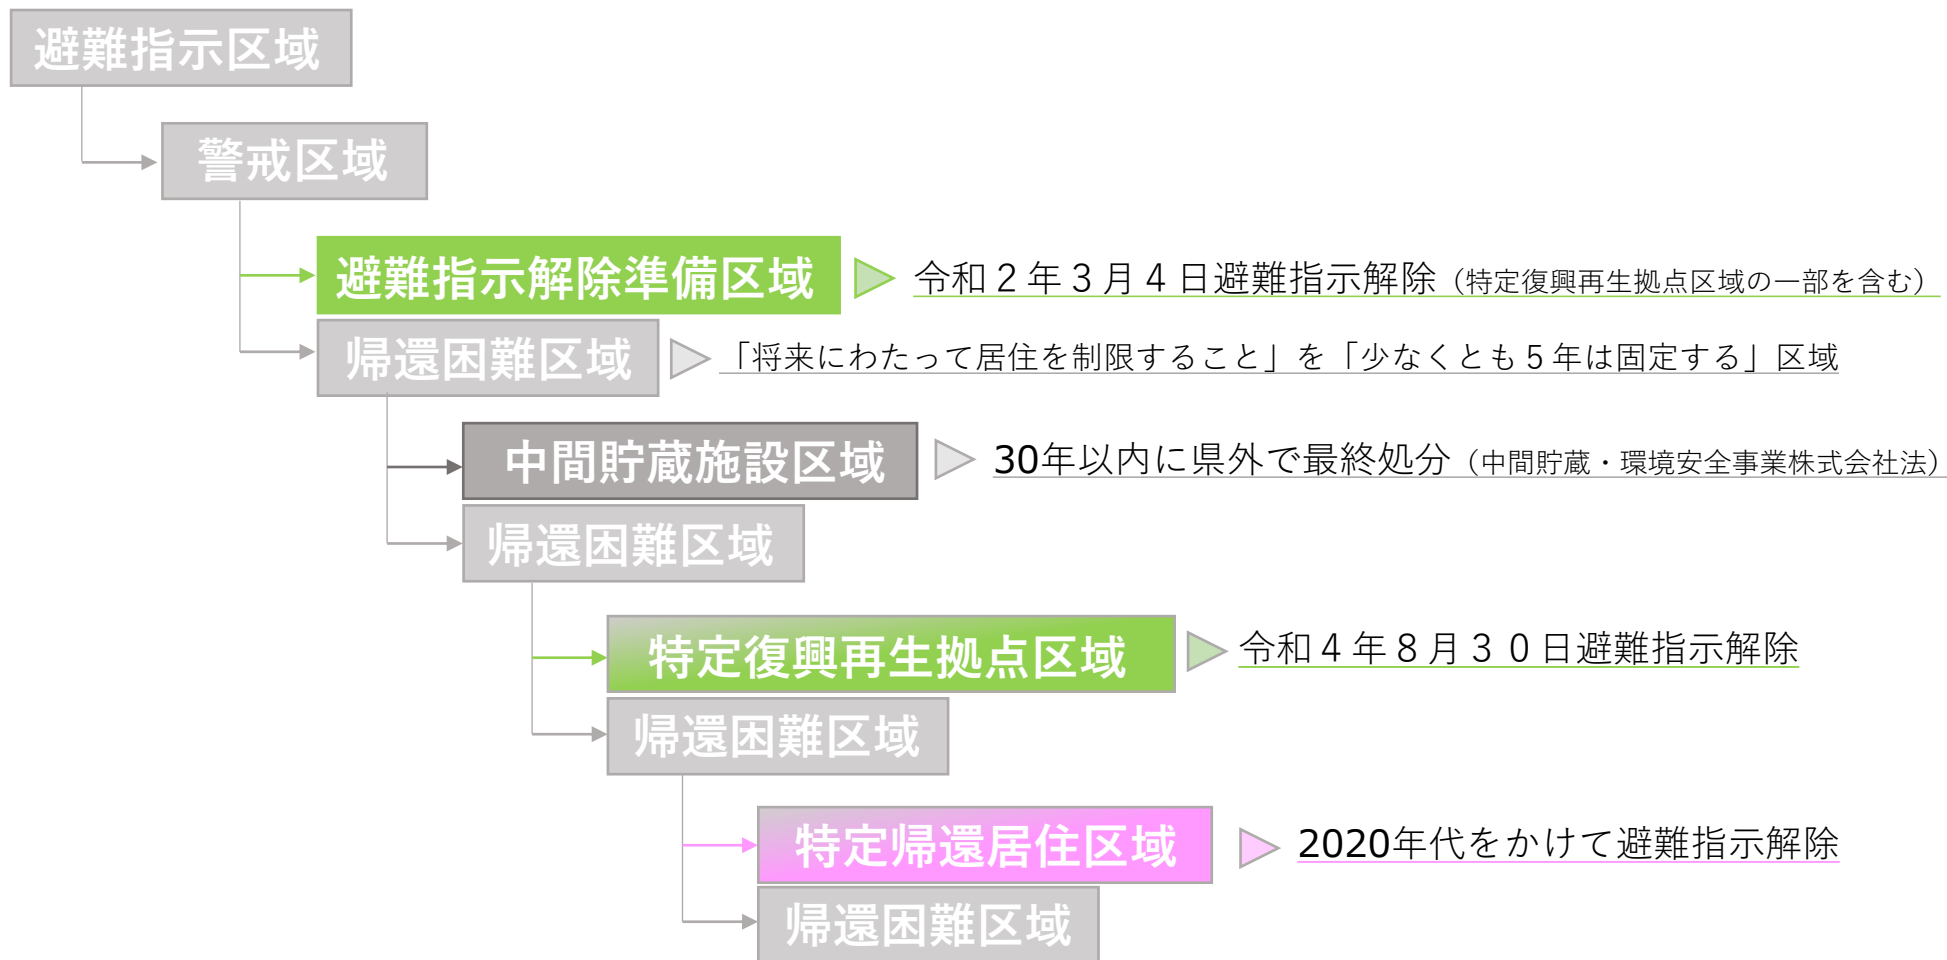 避難指示区域
警戒区域
避難指示解除準備区域
令和２年３月４日避難指示解除（特定復興再生拠点区域の一部を含む）
帰還困難区域
「将来にわたって居住を制限すること」を「少なくとも５年は固定する」区域
中間貯蔵施設区域
30年以内に県外で最終処分（中間貯蔵・環境安全事業株式会社法）
帰還困難区域
特定復興再生拠点区域
令和４年８月３０日避難指示解除
帰還困難区域
特定帰還居住区域
2020年代をかけて避難指示解除
帰還困難区域